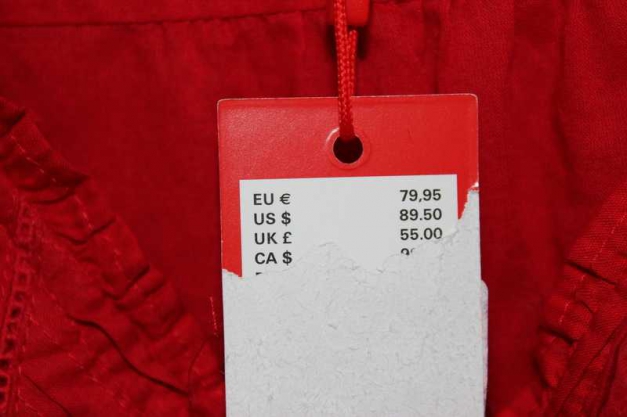 EU € 79,95
US $ 89.50
UK £ 55.00
CA $